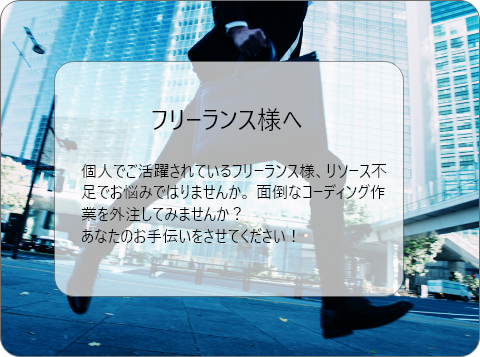 フリーランス様へ
個人でご活躍されているフリーランス様、リソース不
足でお悩みではりませんか。面倒なコーディング作
業を外注してみませんか？
あなたのお手伝いをさせてください！